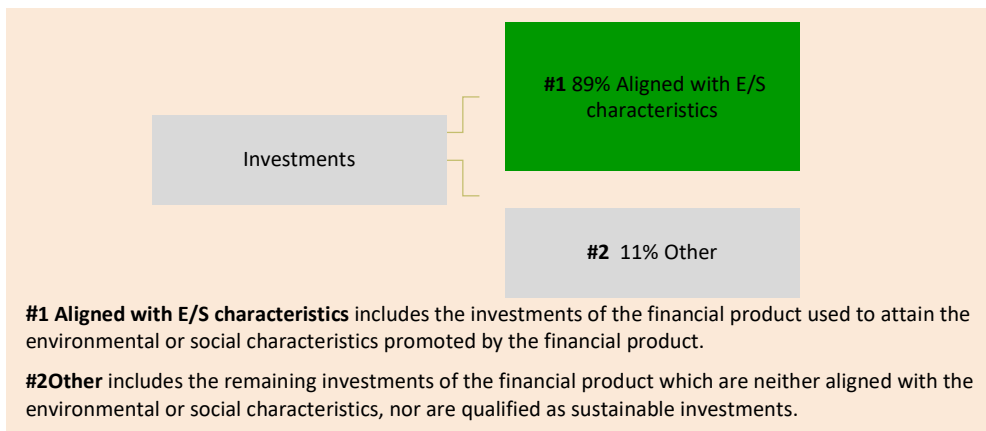 #1 89% Aligned with E/S
characteristics
Investments
#2 11% Other
#1 Aligned with E/S characteristics includes the investments of the financial product used to attain the
environmental or social characteristics promoted by the financial product.
#2Other includes the remaining investments of the financial product which are neither aligned with the
environmental or social characteristics, nor are qualified as sustainable investments.